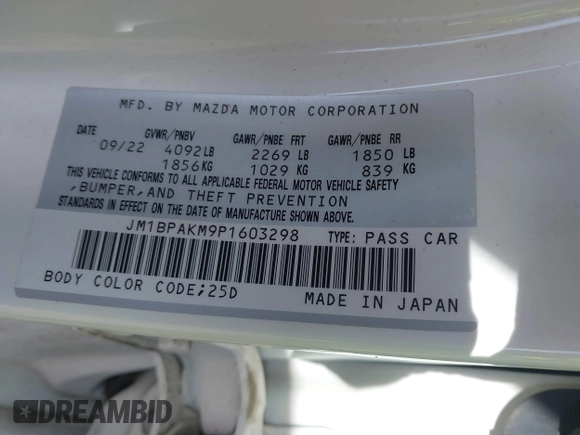 MFD. BY MAZDA MOTOR CORPORATION
DATE GVWR/PNBV GAWR/PNBE FRT GAWR/PNBE RR
09/22 4092LB 2269 LB 1850 LB
1856KG 1029 KG 839 KG
THIS VEHICLE CONFORMS TO ALL APPLICABLE FEDERAL MOTOR VEHICLE SAFETY
,BUMPER,AND THEFT PREVENTION
STANDARDS IN EFFECT ON THE DATE OF MANUFACTURE SHOWN ABOVE.
JM1BPAKM9P1603298 TYPE: PASS CAR
BODY COLOR CODE;25D MADE IN JAPAN
DREAMBID